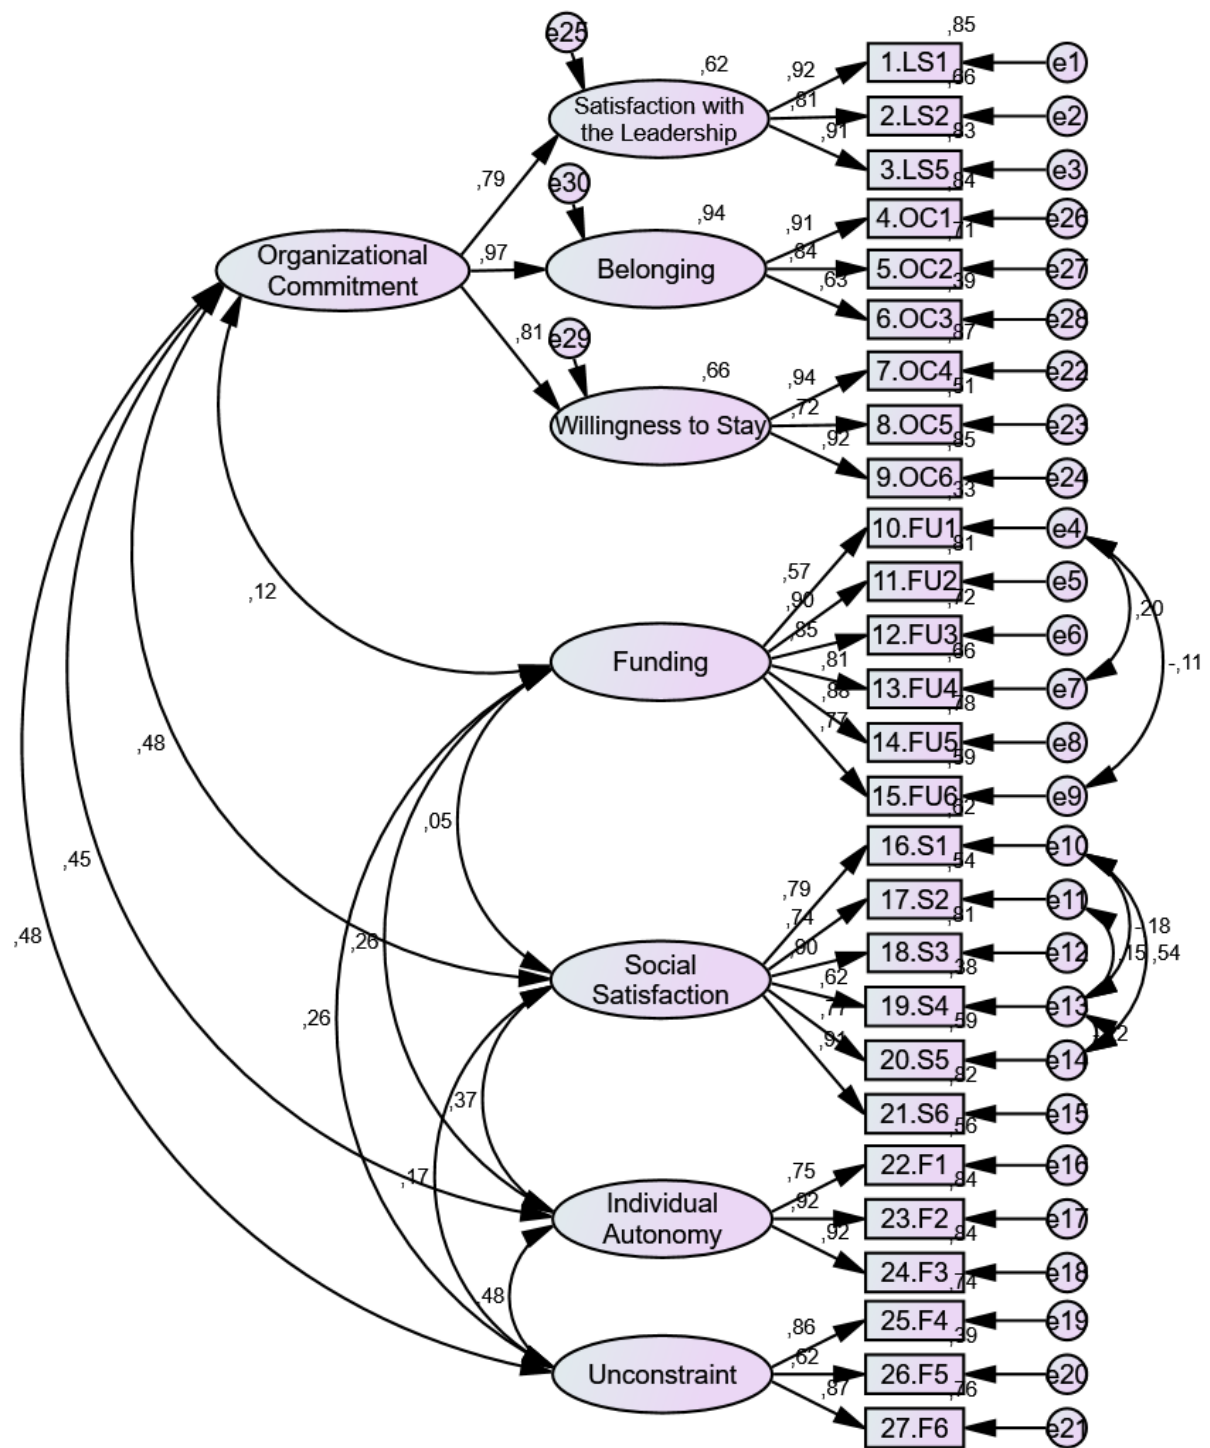 ,85
e25
1.LS1
e1
,62
,92
,66
Satisfaction with
the Leadership
,81
2.LS2
e2
,91
,83
3.LS5
e3
,79
e30
,84
,94
,91
4.OC1
e26
,71
Organizational
Commitment
,97
Belonging
,84
5.OC2
e27
,63
,39
6.OC3
e28
,81
e29
,87
,66
,94
7.OC4
e22
,51
,72
Willingness to Stay
8.OC5
e23
,92
,85
9.OC6
e24
,33
10.FU1
e4
,81
,57
11.FU2
e5
,12
,90
,72
,20
,85
12.FU3
e6
,66
Funding
,81
-,11
13.FU4
e7
,88
,78
,77
14.FU5
e8
,48
,59
15.FU6
e9
,62
,05
16.S1
e10
,45
,54
,79
17.S2
e11
,74
,81
,48
,26
,90
18.S3
e12
,15
,54
,38
Social
Satisfaction
,62
19.S4
e13
,77
,59
,26
,91
20.S5
e14
,82
,37
21.S6
e15
,56
,17
,75
22.F1
e16
,84
Individual
Autonomy
,92
23.F2
e17
,92
,84
24.F3
e18
,74
,48
,86
25.F4
e19
,39
,62
Unconstraint
26.F5
e20
,87
,76
27.F6
e21